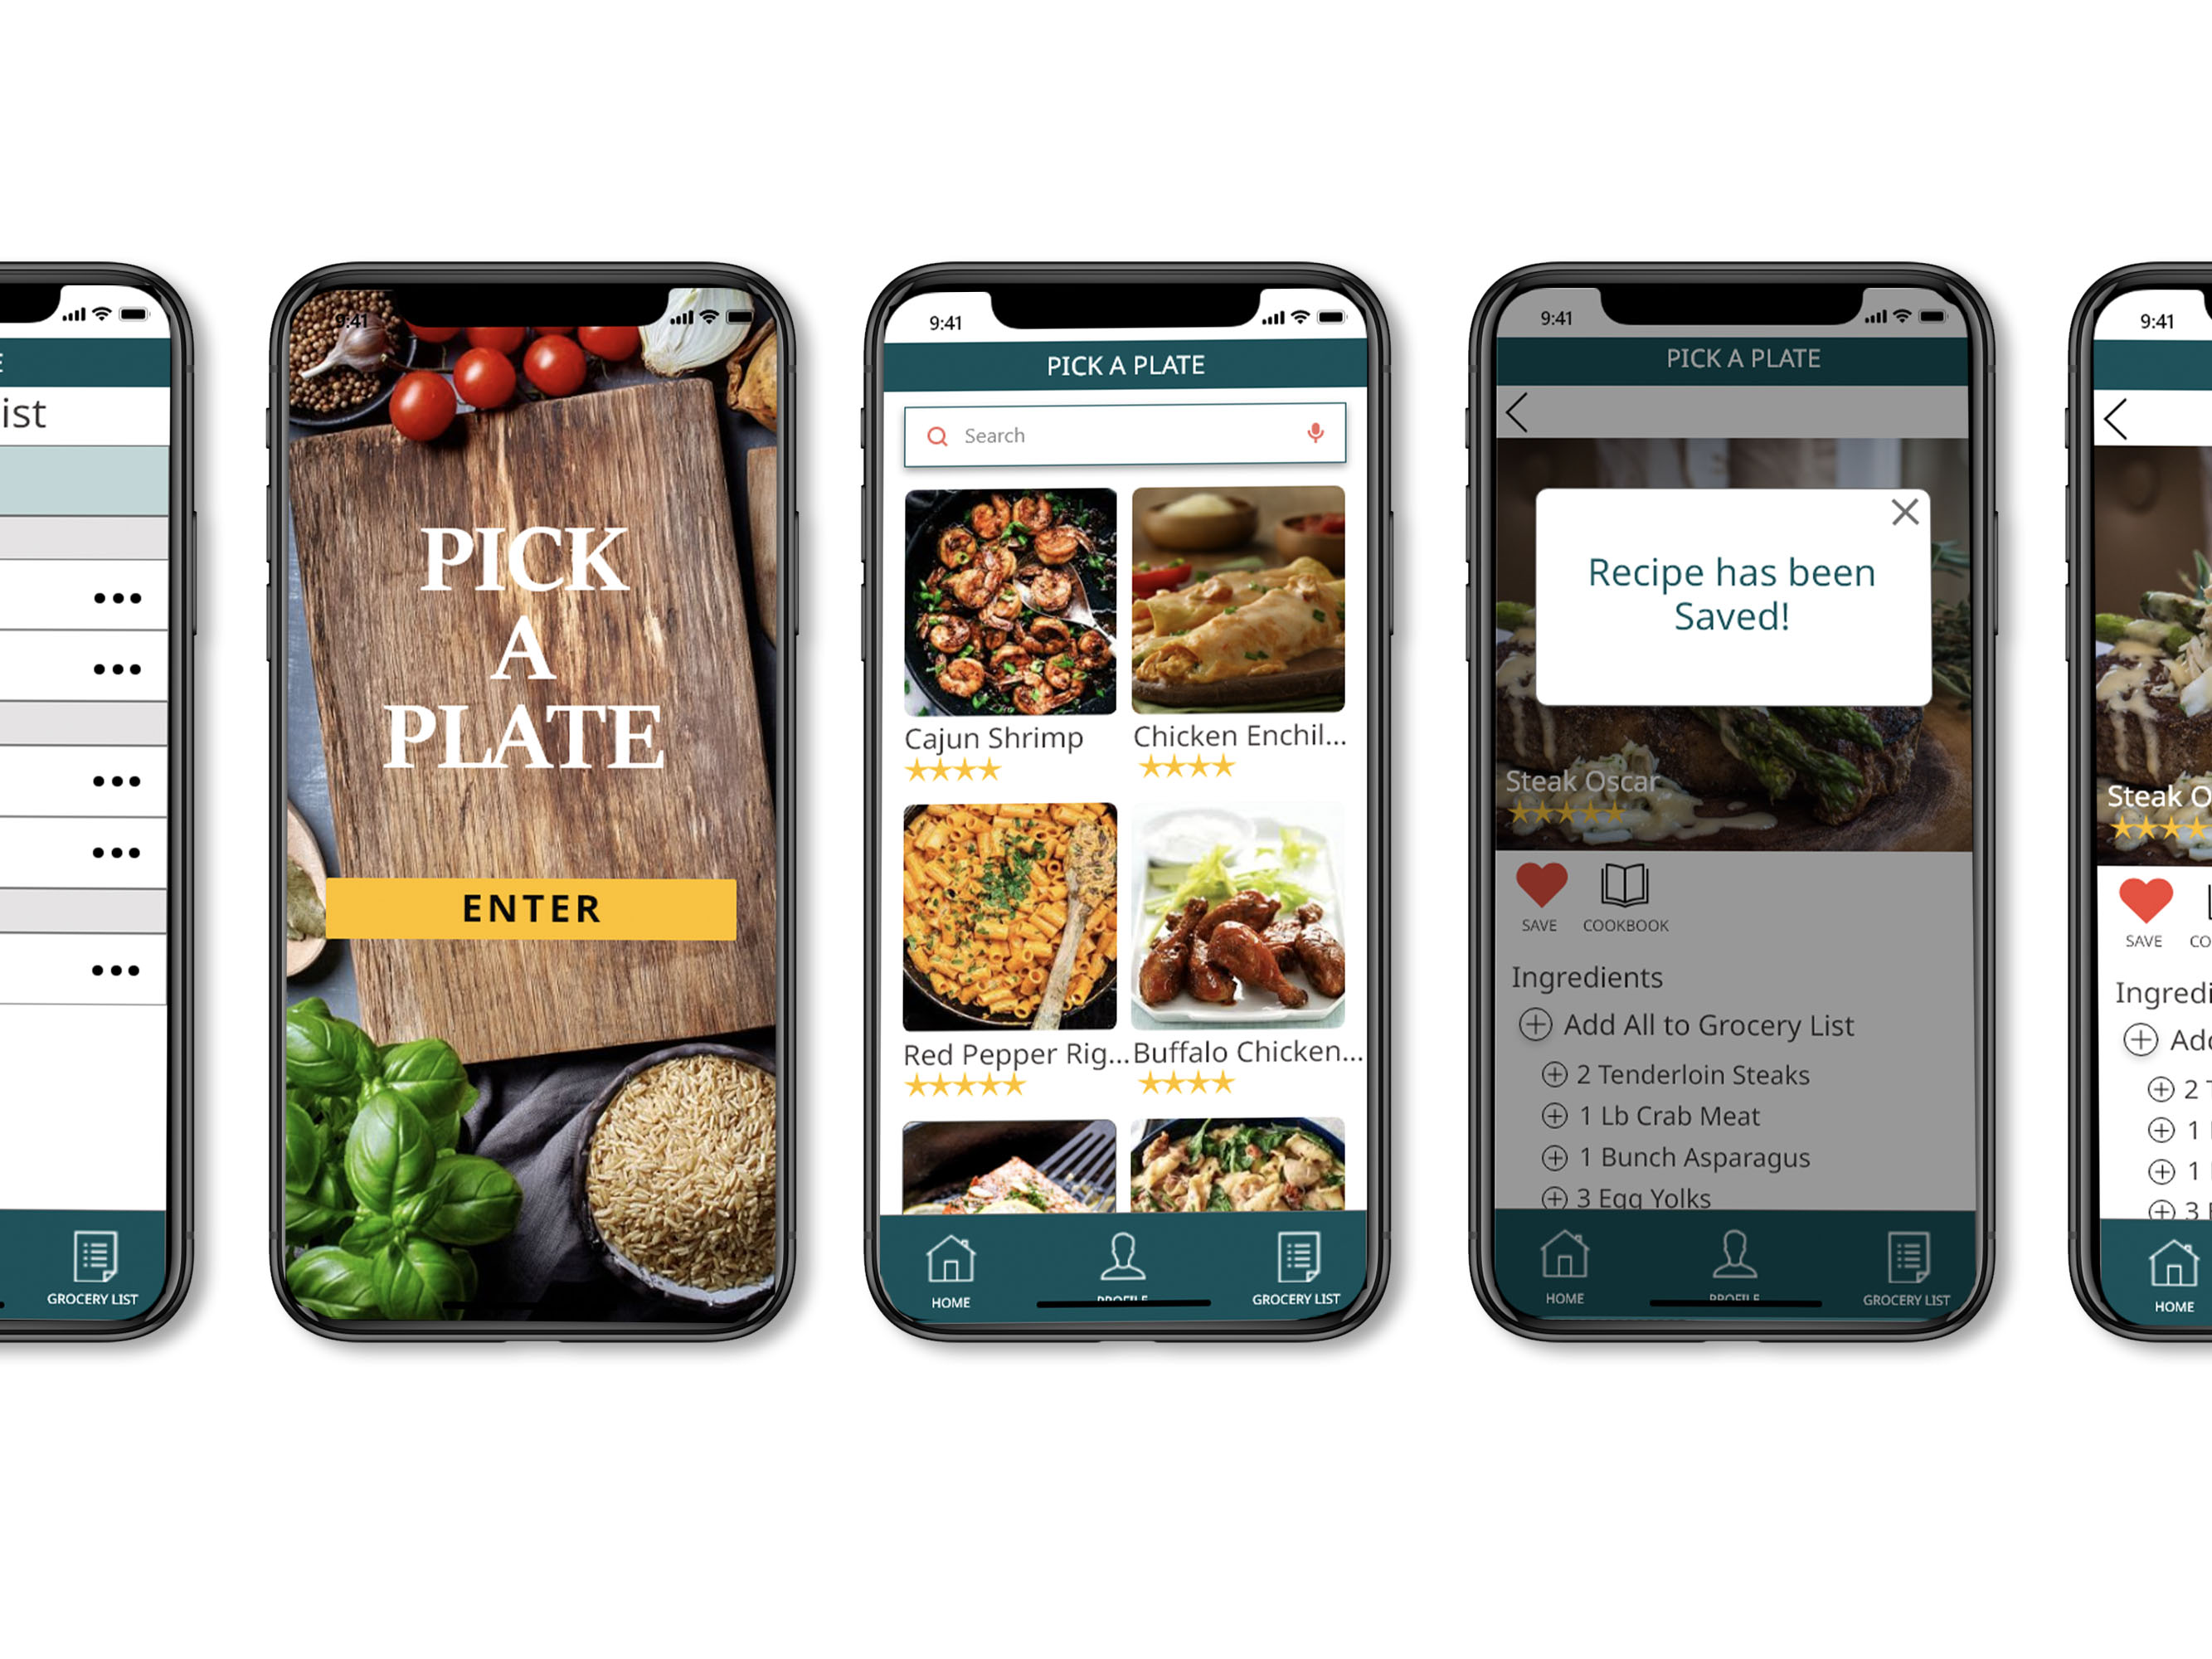 ist
GROCERY LIST
9:41
PICK
A
PLATE
ENTER
9:41
PICK A PLATE
Search
Cajun Shrimp
Chicken Enchil...
Red Pepper Rig...
Buffalo Chicken...
HOME
PROFILE
GROCERY LIST
9:41
PICK A PLATE
Recipe has been
Saved!
Steak Oscar
SAVE
COOKBOOK
Ingredients
Add All to Grocery List
2 Tenderloin Steaks
1 Lb Crab Meat
1 Bunch Asparagus
3 Egg Yolks
HOME
PROFILE
GROCERY LIST
9:41
Steak O
SAVE
CO
Ingredi
Add
2 T
1
1
3
HOME